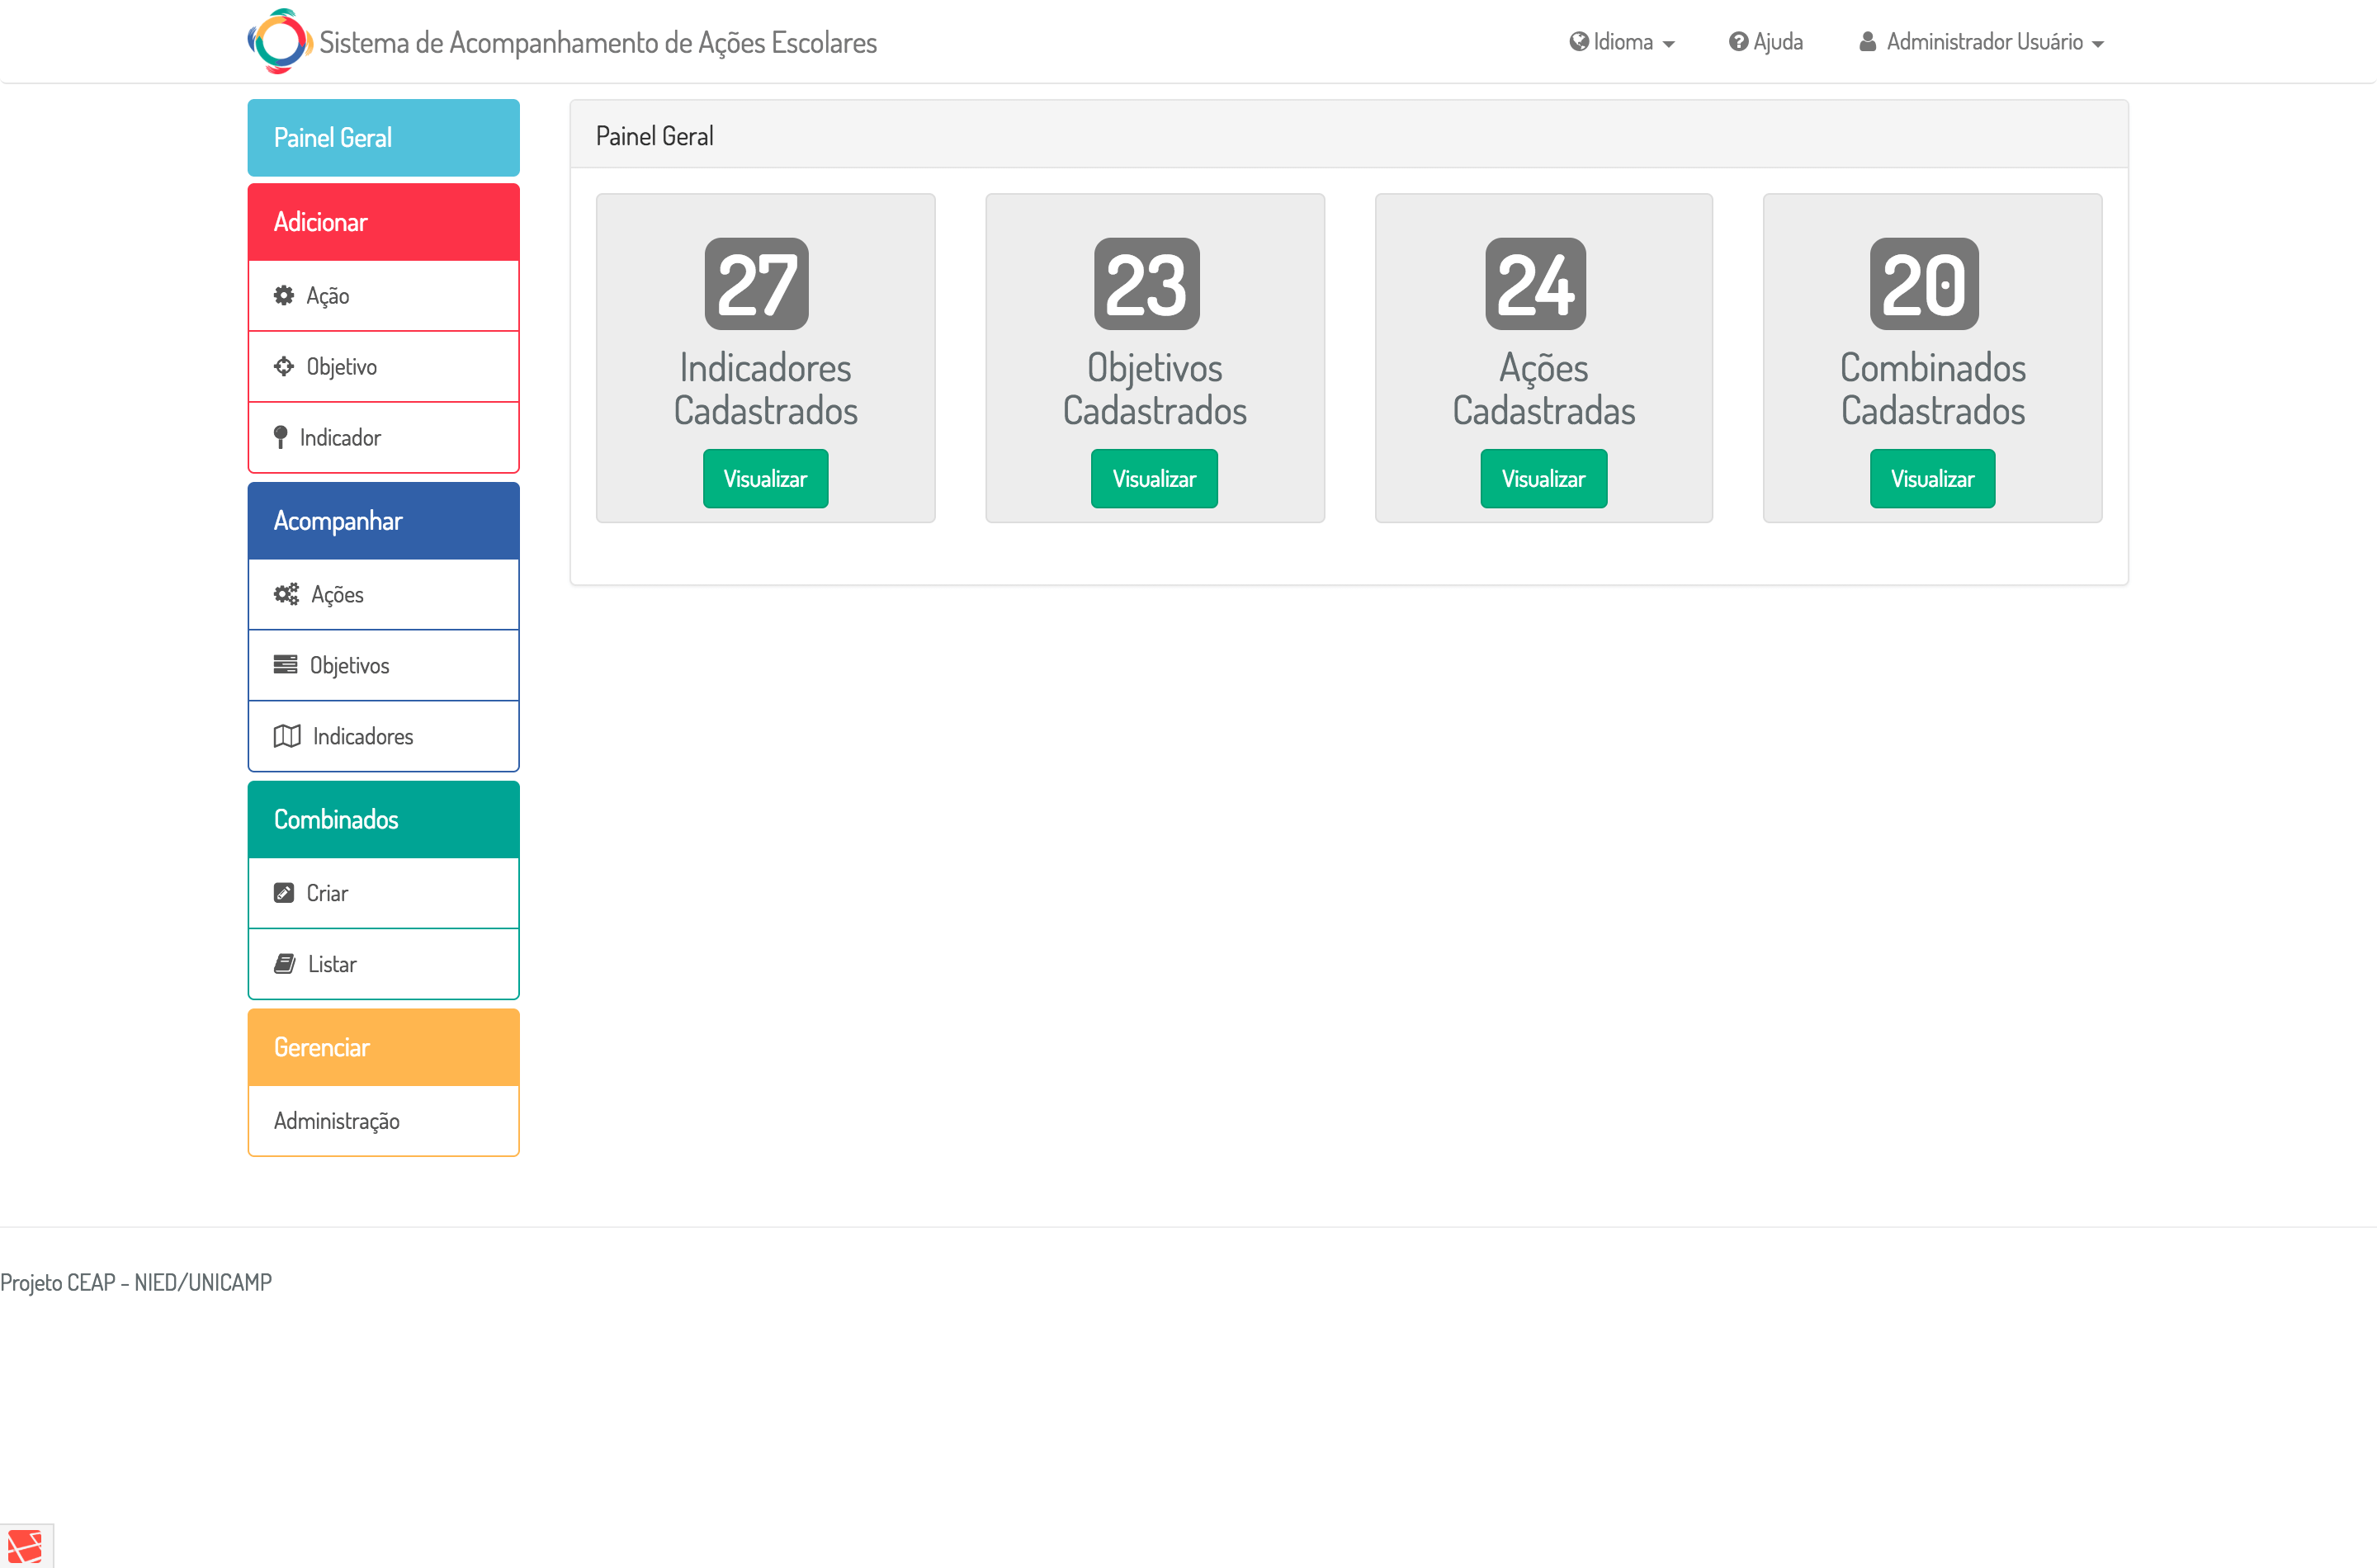 Sistema de Acompanhamento de Ações Escolares
Idioma
Ajuda
Administrador Usuário
Painel Geral
Adicionar
Ação
Objetivo
Indicador
Acompanhar
Ações
Objetivos
Indicadores
Combinados
Criar
Listar
Gerenciar
Administração
Painel Geral
27
Indicadores
Cadastrados
Visualizar
23
Objetivos
Cadastrados
Visualizar
24
Ações
Cadastradas
Visualizar
20
Combinados
Cadastrados
Visualizar
Projeto CEAP - NIED/UNICAMP